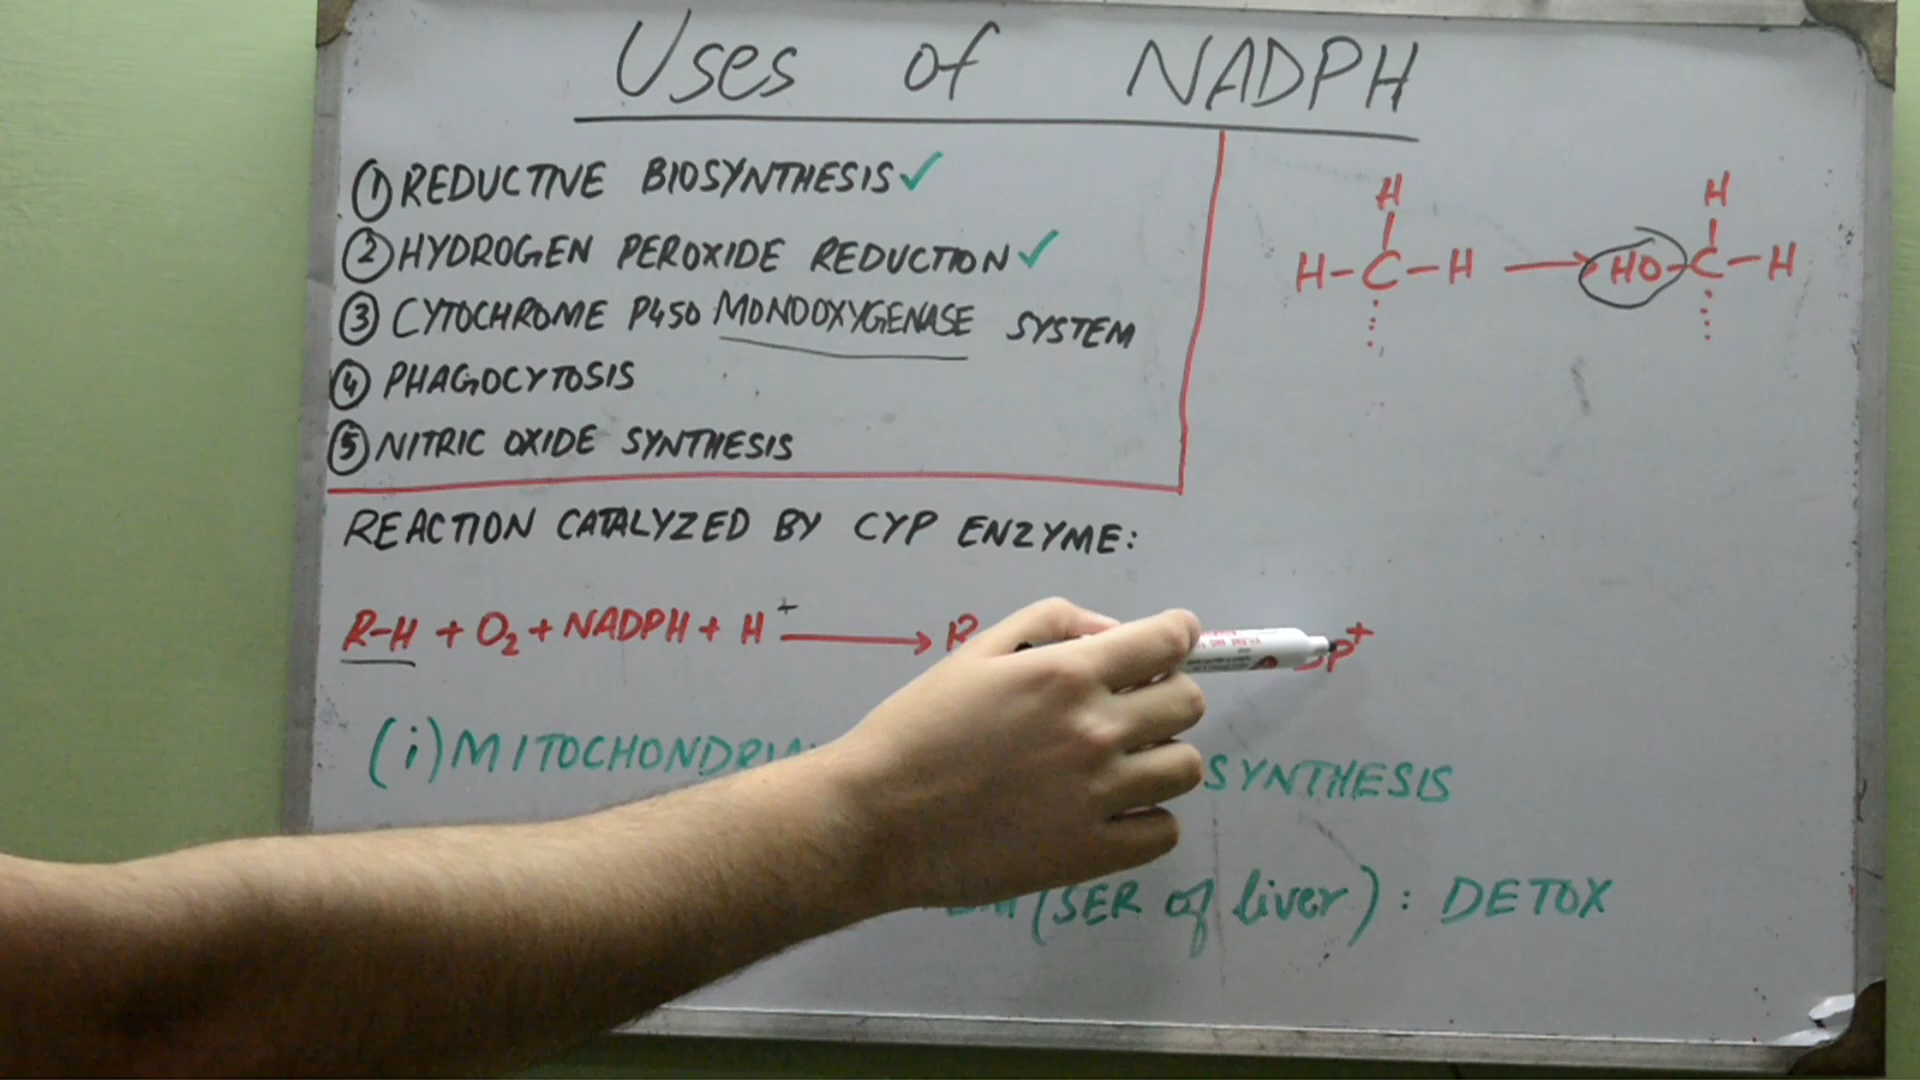 Uses of NADPH
① REDUCTIVE BIOSYNTHESIS ✓
② HYDROGEN PEROXIDE REDUCTION ✓
③ CYTOCHROME P450 MONOOXYGENASE SYSTEM
④ PHAGOCYTOSIS
⑤ NITRIC OXIDE SYNTHESIS
H H
H-C-H → HO-C-H
REACTION CATALYZED BY CYP ENZYME:
R-H + O₂ + NADPH + H⁺ → R P⁺
(i) MITOCHONDRIA SYNTHESIS
(SER of liver) : DETOX